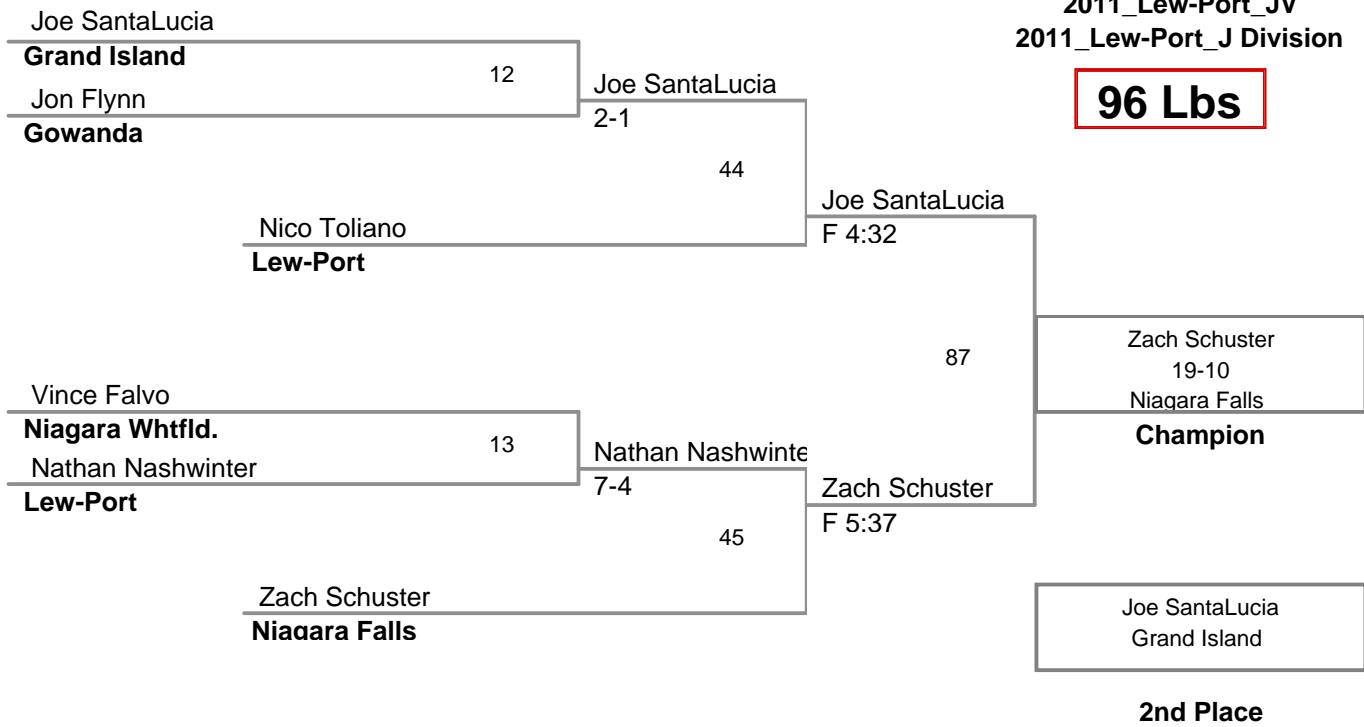 2011_Lew-Port_JV
2011_Lew-Port_J Division
96 Lbs
Joe SantaLucia
Grand Island
12
Jon Flynn
Gowanda
Joe SantaLucia
2-1
44
Nico Toliano
Lew-Port
Joe SantaLucia
F 4:32
87
Vince Falvo
Niagara Whtfld.
13
Nathan Nashwinter
Lew-Port
Nathan Nashwinte
7-4
45
Zach Schuster
Niagara Falls
Zach Schuster
F 5:37
Zach Schuster
19-10
Niagara Falls
Champion
Joe SantaLucia
Grand Island
2nd Place